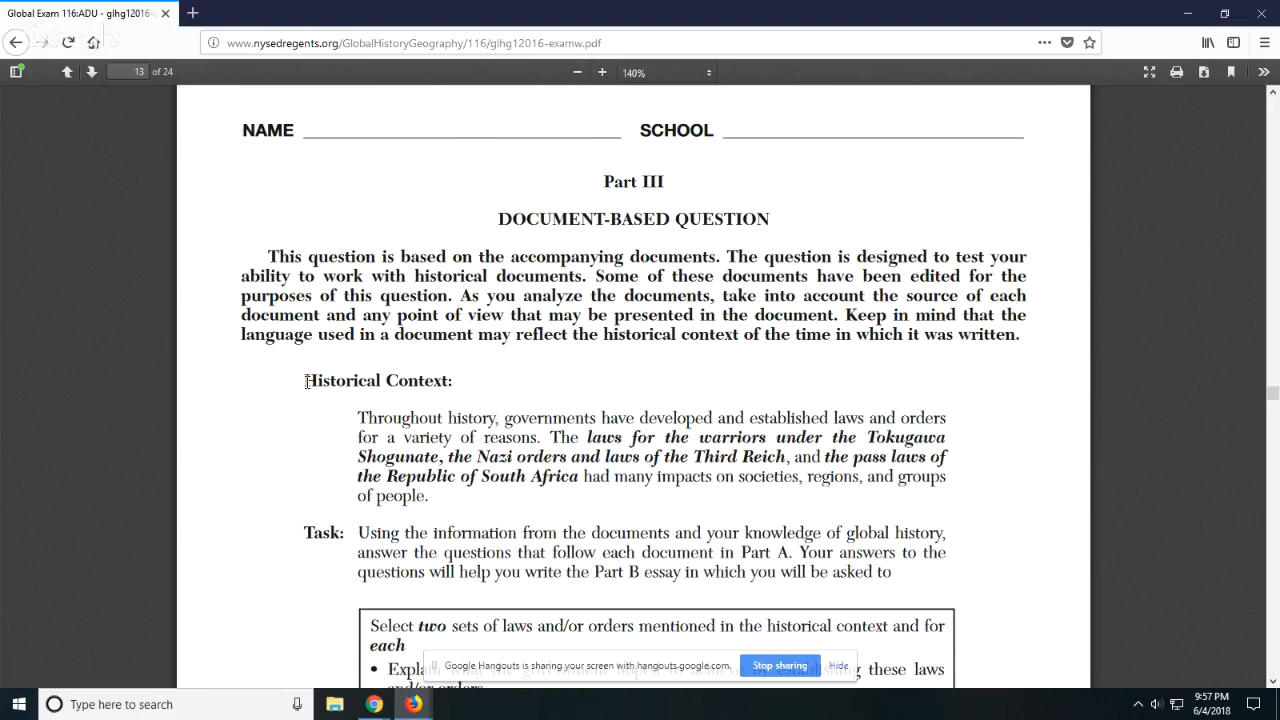 Global Exam 116:ADU - glhg12016-
www.nysedregents.org/GlobalHistoryGeography/116/glhg12016-examw.pdf
13 of 24
140%
NAME SCHOOL
Part III
DOCUMENT-BASED QUESTION
This question is based on the accompanying documents. The question is designed to test your
ability to work with historical documents. Some of these documents have been edited for the
purposes of this question. As you analyze the documents, take into account the source of each
document and any point of view that may be presented in the document. Keep in mind that the
language used in a document may reflect the historical context of the time in which it was written.
Historical Context:
Throughout history, governments have developed and established laws and orders
for a variety of reasons. The laws for the warriors under the Tokugawa
Shogunate, the Nazi orders and laws of the Third Reich, and the pass laws of
the Republic of South Africa had many impacts on societies, regions, and groups
of people.
Task: Using the information from the documents and your knowledge of global history,
answer the questions that follow each document in Part A. Your answers to the
questions will help you write the Part B essay in which you will be asked to
Select two sets of laws and/or orders mentioned in the historical context and for
each
• Explain what the government hoped to achieve by establishing these laws
and/or orders
Google Hangouts is sharing your screen with hangouts.google.com.
Stop sharing
Hide
Type here to search
9:57 PM
6/4/2018